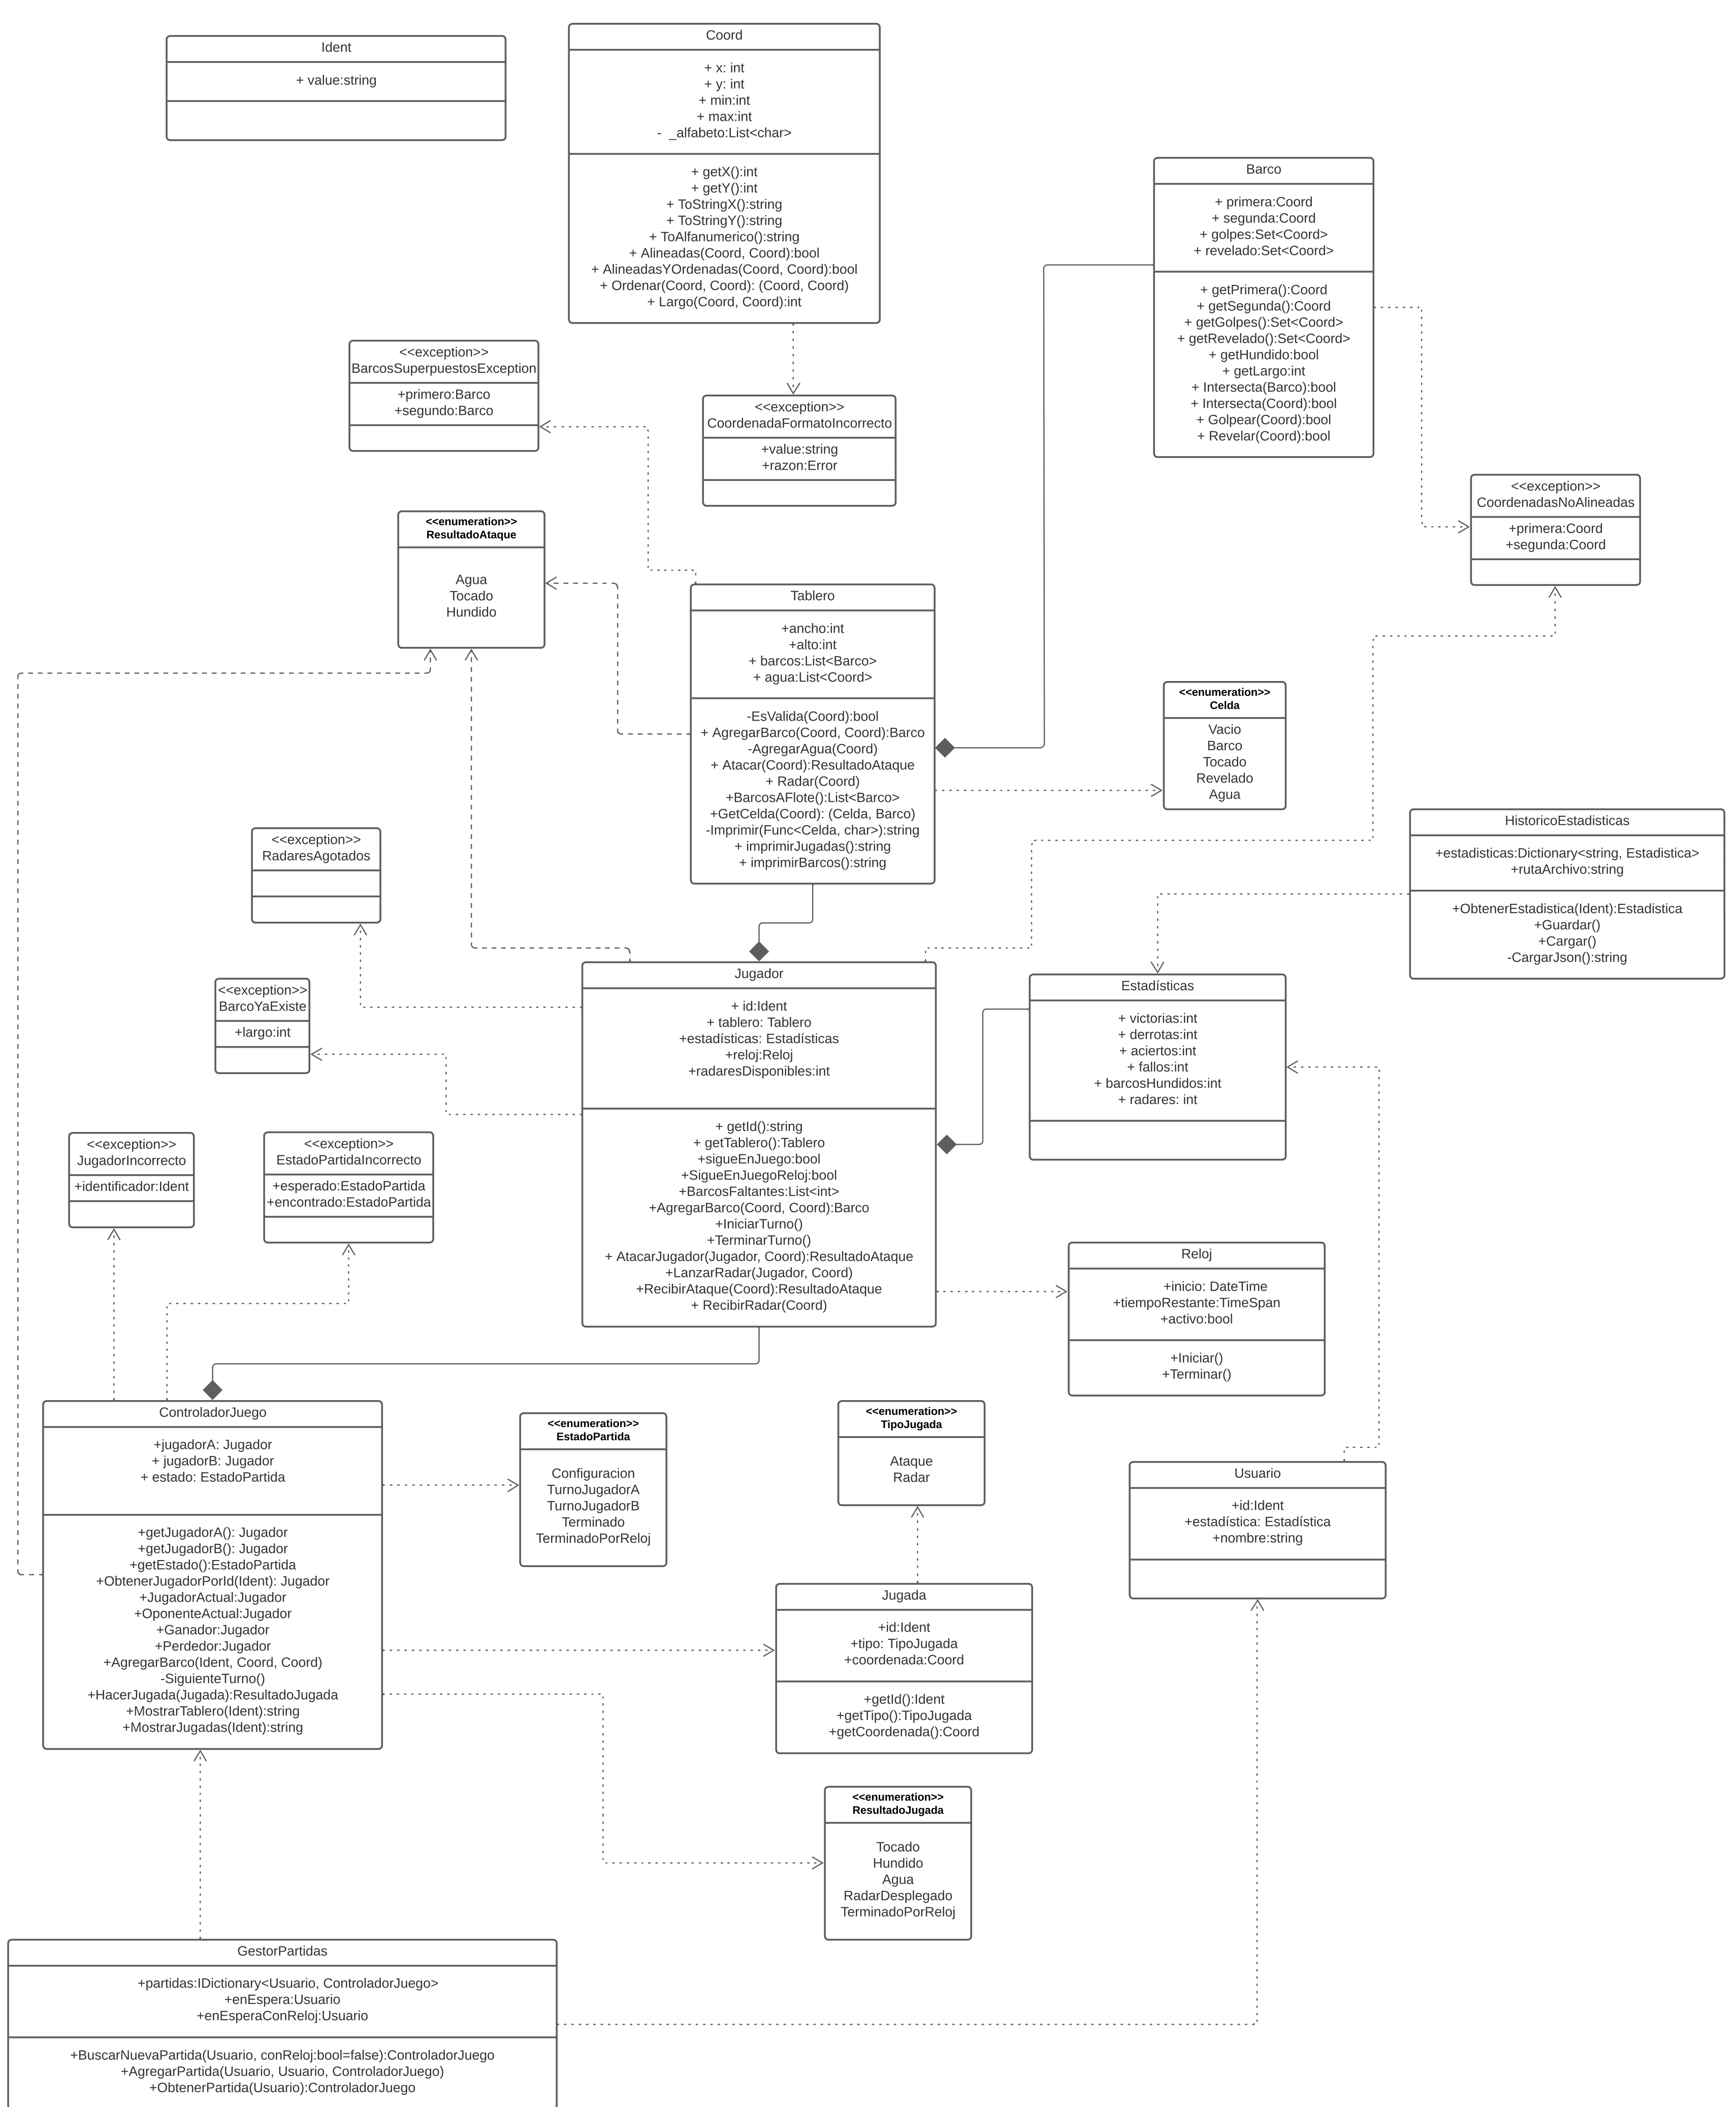 Ident
+ value:string
Coord
+ x: int
+ y: int
+ min:int
+ max:int
- _alfabeto:List<char>
+ getX():int
+ getY():int
+ ToStringX():string
+ ToStringY():string
+ ToAlfanumerico():string
+ Alineadas(Coord, Coord):bool
+ AlineadasYOrdenadas(Coord, Coord):bool
+ Ordenar(Coord, Coord): (Coord, Coord)
+ Largo(Coord, Coord):int
Barco
+ primera:Coord
+ segunda:Coord
+ golpes:Set<Coord>
+ revelado:Set<Coord>
+ getPrimera():Coord
+ getSegunda():Coord
+ getGolpes():Set<Coord>
+ getRevelado():Set<Coord>
+ getHundido:bool
+ getLargo:int
+ Intersecta(Barco):bool
+ Intersecta(Coord):bool
+ Golpear(Coord):bool
+ Revelar(Coord):bool
<<exception>>
BarcosSuperpuestosException
+primero:Barco
+segundo:Barco
<<exception>>
CoordenadaFormatoIncorrecto
+value:string
+razon:Error
<<exception>>
CoordenadasNoAlineadas
+primera:Coord
+segunda:Coord
<<enumeration>>
ResultadoAtaque
Agua
Tocado
Hundido
Tablero
+ancho:int
+alto:int
+ barcos:List<Barco>
+ agua:List<Coord>
-EsValida(Coord):bool
+ AgregarBarco(Coord, Coord):Barco
-AgregarAgua(Coord)
+ Atacar(Coord):ResultadoAtaque
+ Radar(Coord)
+BarcosAFlote():List<Barco>
+GetCelda(Coord): (Celda, Barco)
-Imprimir(Func<Celda, char>):string
+ imprimirJugadas():string
+ imprimirBarcos():string
<<enumeration>>
Celda
Vacio
Barco
Tocado
Revelado
Agua
HistoricoEstadisticas
+estadisticas:Dictionary<string, Estadistica>
+rutaArchivo:string
+ObtenerEstadistica(Ident):Estadistica
+Guardar()
+Cargar()
-CargarJson():string
<<exception>>
RadaresAgotados
<<exception>>
BarcoYaExiste
+largo:int
Jugador
+ id:Ident
+ tablero: Tablero
+estadísticas: Estadísticas
+reloj:Reloj
+radaresDisponibles:int
+ getId():string
+ getTablero():Tablero
+sigueEnJuego:bool
+SigueEnJuegoReloj:bool
+BarcosFaltantes:List<int>
+AgregarBarco(Coord, Coord):Barco
+IniciarTurno()
+TerminarTurno()
+ AtacarJugador(Jugador, Coord):ResultadoAtaque
+LanzarRadar(Jugador, Coord)
+RecibirAtaque(Coord):ResultadoAtaque
+ RecibirRadar(Coord)
Estadísticas
+ victorias:int
+ derrotas:int
+ aciertos:int
+ fallos:int
+ barcosHundidos:int
+ radares: int
<<exception>>
JugadorIncorrecto
+identificador:Ident
<<exception>>
EstadoPartidaIncorrecto
+esperado:EstadoPartida
+encontrado:EstadoPartida
Reloj
+inicio: DateTime
+tiempoRestante:TimeSpan
+activo:bool
+Iniciar()
+Terminar()
ControladorJuego
+jugadorA: Jugador
+ jugadorB: Jugador
+ estado: EstadoPartida
+getJugadorA(): Jugador
+getJugadorB(): Jugador
+getEstado():EstadoPartida
+ObtenerJugadorPorId(Ident): Jugador
+JugadorActual:Jugador
+OponenteActual:Jugador
+Ganador:Jugador
+Perdedor:Jugador
+AgregarBarco(Ident, Coord, Coord)
-SiguienteTurno()
+HacerJugada(Jugada):ResultadoJugada
+MostrarTablero(Ident):string
+MostrarJugadas(Ident):string
<<enumeration>>
EstadoPartida
Configuracion
TurnoJugadorA
TurnoJugadorB
Terminado
TerminadoPorReloj
<<enumeration>>
TipoJugada
Ataque
Radar
Usuario
+id:Ident
+estadística: Estadística
+nombre:string
Jugada
+id:Ident
+tipo: TipoJugada
+coordenada:Coord
+getId():Ident
+getTipo():TipoJugada
+getCoordenada():Coord
<<enumeration>>
ResultadoJugada
Tocado
Hundido
Agua
RadarDesplegado
TerminadoPorReloj
GestorPartidas
+partidas:IDictionary<Usuario, ControladorJuego>
+enEspera:Usuario
+enEsperaConReloj:Usuario
+BuscarNuevaPartida(Usuario, conReloj:bool=false):ControladorJuego
+AgregarPartida(Usuario, Usuario, ControladorJuego)
+ObtenerPartida(Usuario):ControladorJuego